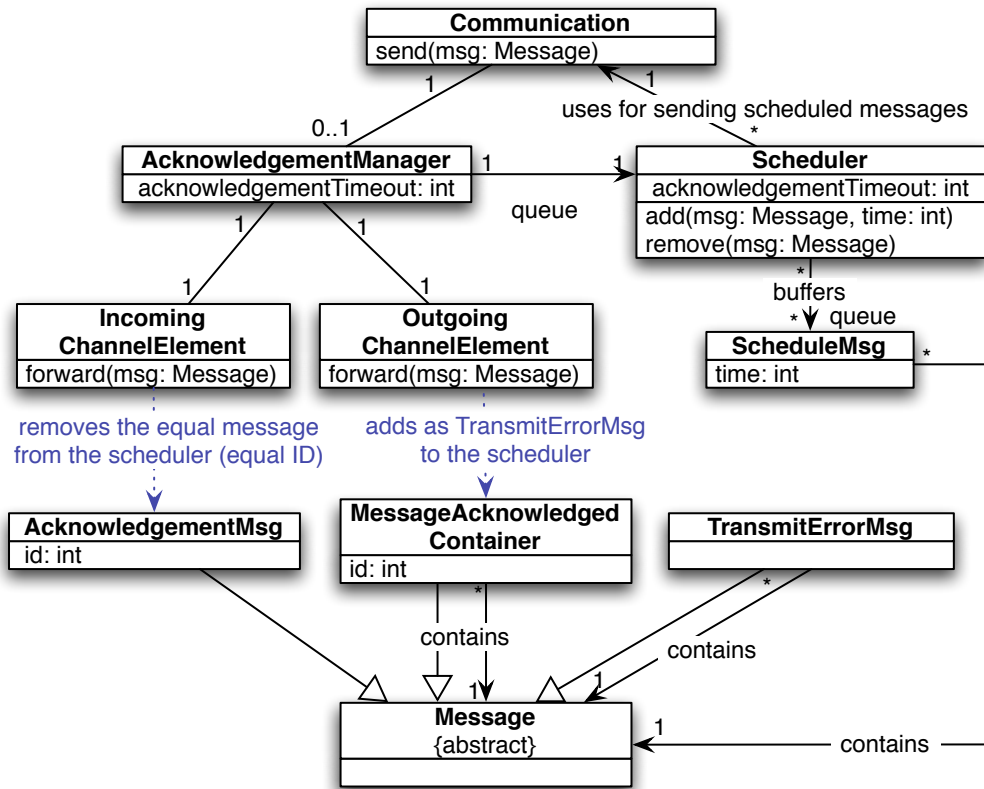 Communication
send(msg: Message)
1
1
uses for sending scheduled messages
0..1
*
AcknowledgementManager
acknowledgementTimeout: int
1
1
queue
Scheduler
acknowledgementTimeout: int
add(msg: Message, time: int)
remove(msg: Message)
1
1
*
buffers
1
1
*
queue
Incoming
ChannelElement
forward(msg: Message)
Outgoing
ChannelElement
forward(msg: Message)
ScheduleMsg
time: int
*
removes the equal message
from the scheduler (equal ID)
adds as TransmitErrorMsg
to the scheduler
AcknowledgementMsg
id: int
MessageAcknowledged
Container
id: int
TransmitErrorMsg
*
*
contains
contains
1
1
Message
{abstract}
1
contains